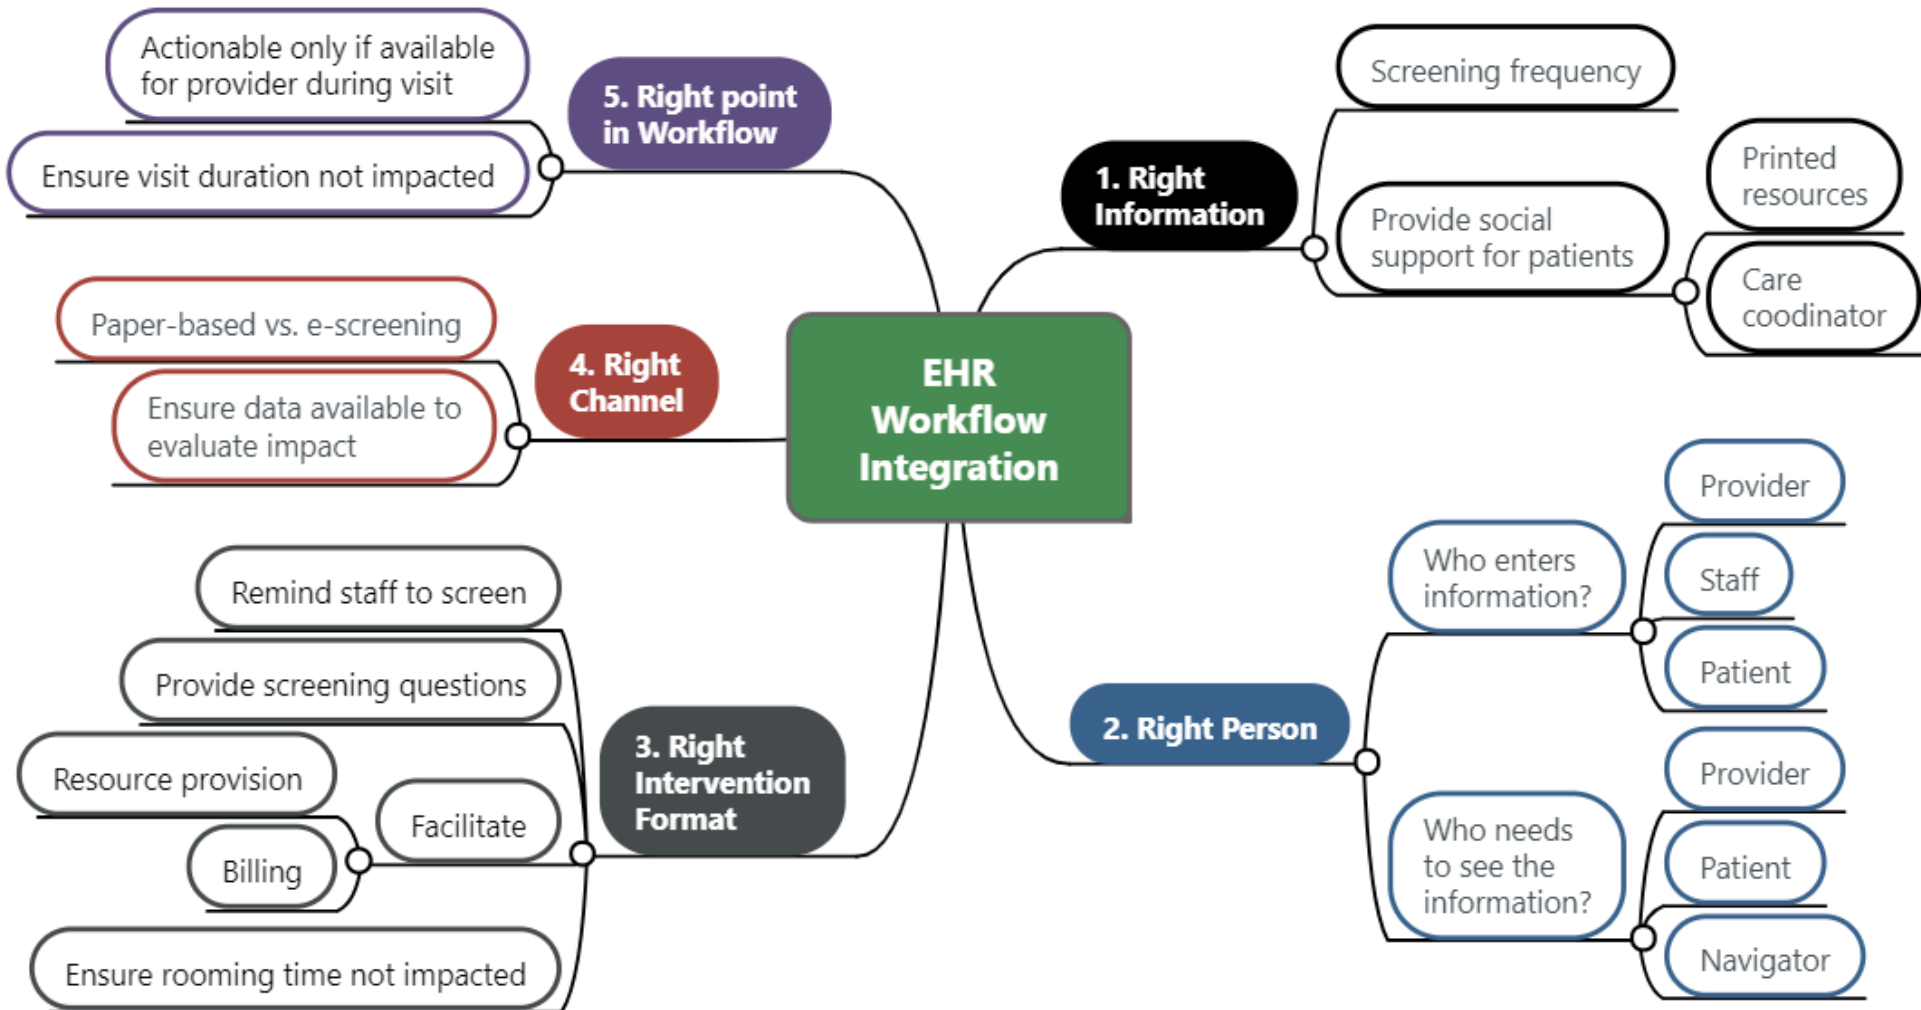 EHR
Workflow
Integration
1. Right
Information
Screening frequency
Provide social
support for patients
Printed
resources
Care
coodinator
2. Right Person
Who enters
information?
Provider
Staff
Patient
Who needs
to see the
information?
Provider
Patient
Navigator
3. Right
Intervention
Format
Remind staff to screen
Provide screening questions
Facilitate
Resource provision
Billing
Ensure rooming time not impacted
4. Right
Channel
Paper-based vs. e-screening
Ensure data available to
evaluate impact
5. Right point
in Workflow
Actionable only if available
for provider during visit
Ensure visit duration not impacted